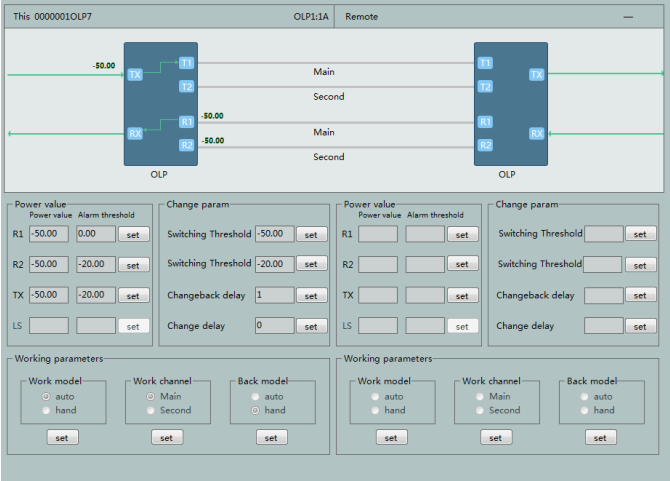 This 0000001OLP7 OLP1:1A Remote —
-50.00 TX T1 T1 TX
Main
T2 T2
Second
-50.00
RX R1 R1 RX
Main
-50.00
R2 R2
Second
OLP OLP
Power value Change param Power value Change param
Power value Alarm threshold Power value Alarm threshold
R1 -50.00 0.00 set Switching Threshold -50.00 set R1 set Switching Threshold set
R2 -50.00 -20.00 set Switching Threshold -20.00 set R2 set Switching Threshold set
TX -50.00 -20.00 set Changeback delay 1 set TX set Changeback delay set
LS set Change delay 0 set LS set Change delay set
Working parameters Working parameters
Work model Work channel Back model Work model Work channel Back model
auto Main auto auto Main auto
hand Second hand hand Second hand
set set set set set set